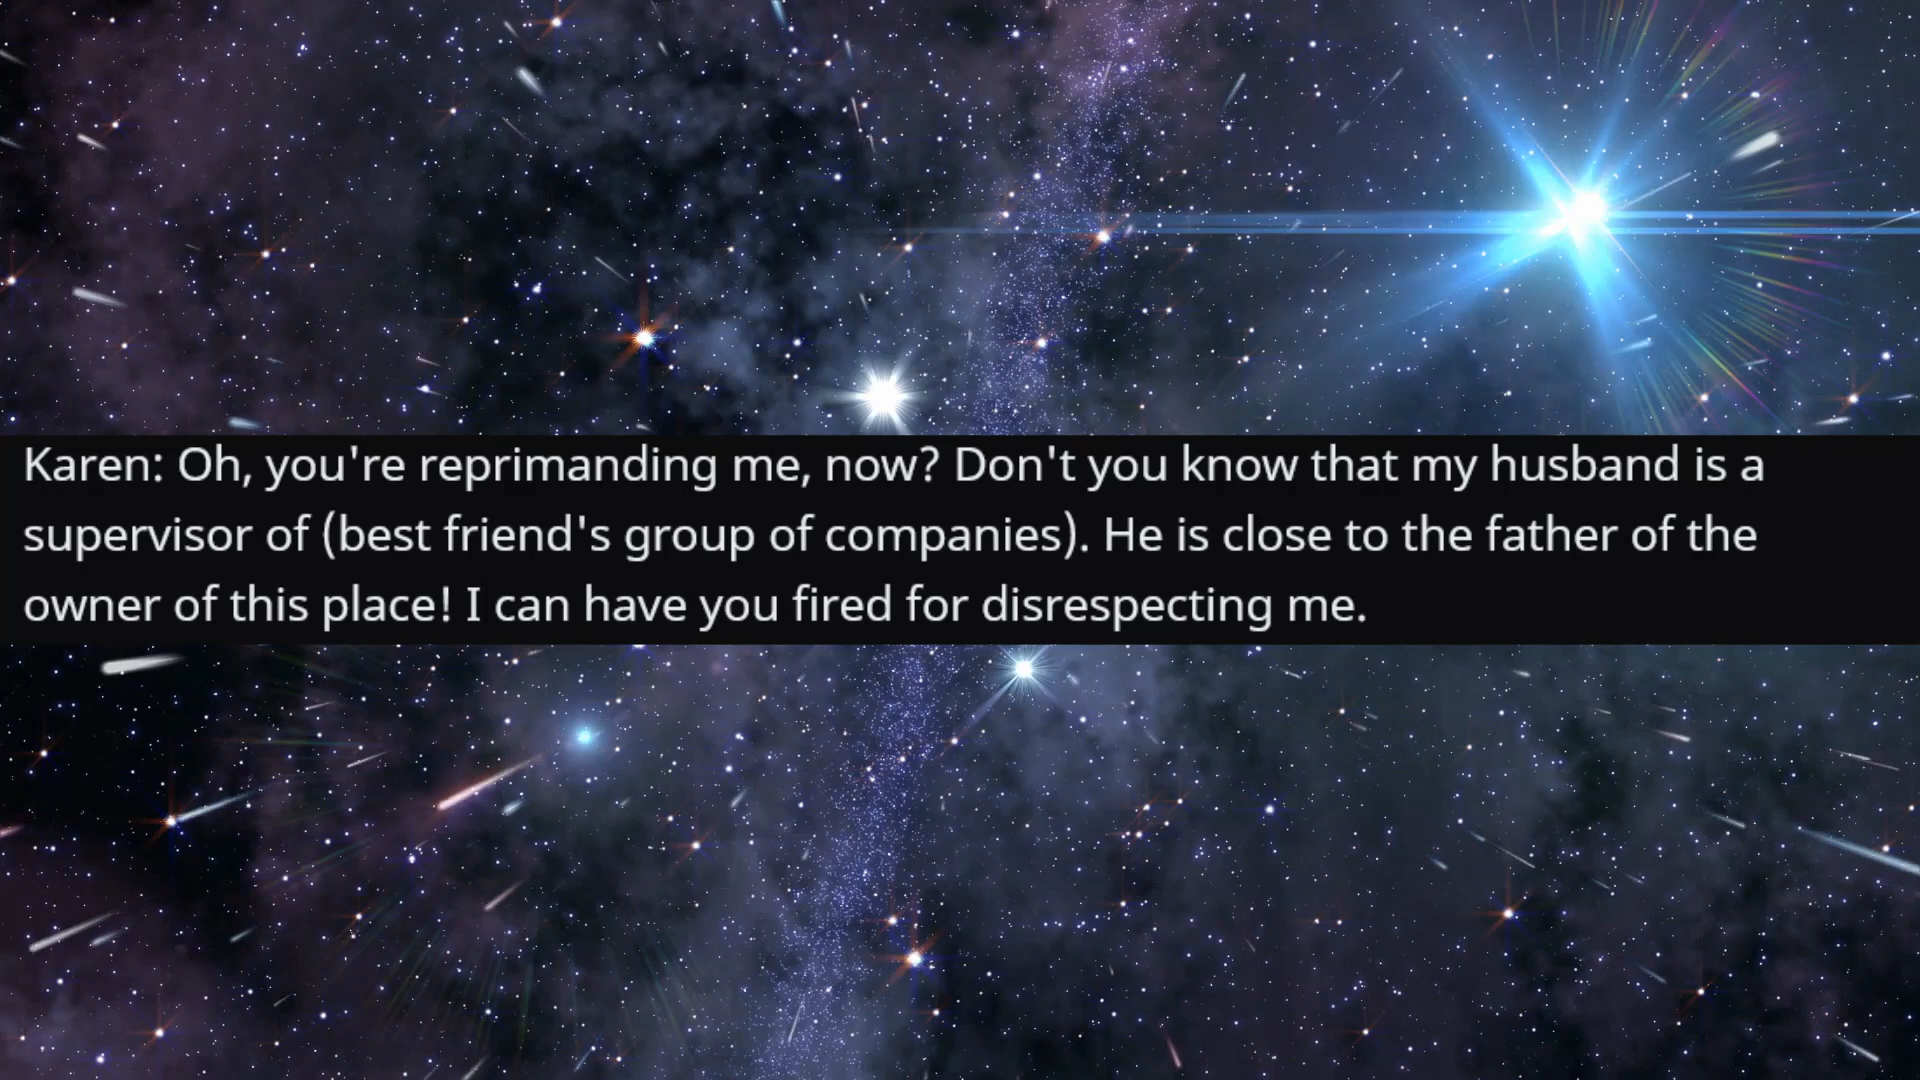 Karen: Oh, you're reprimanding me, now? Don't you know that my husband is a
supervisor of (best friend's group of companies). He is close to the father of the
owner of this place! I can have you fired for disrespecting me.